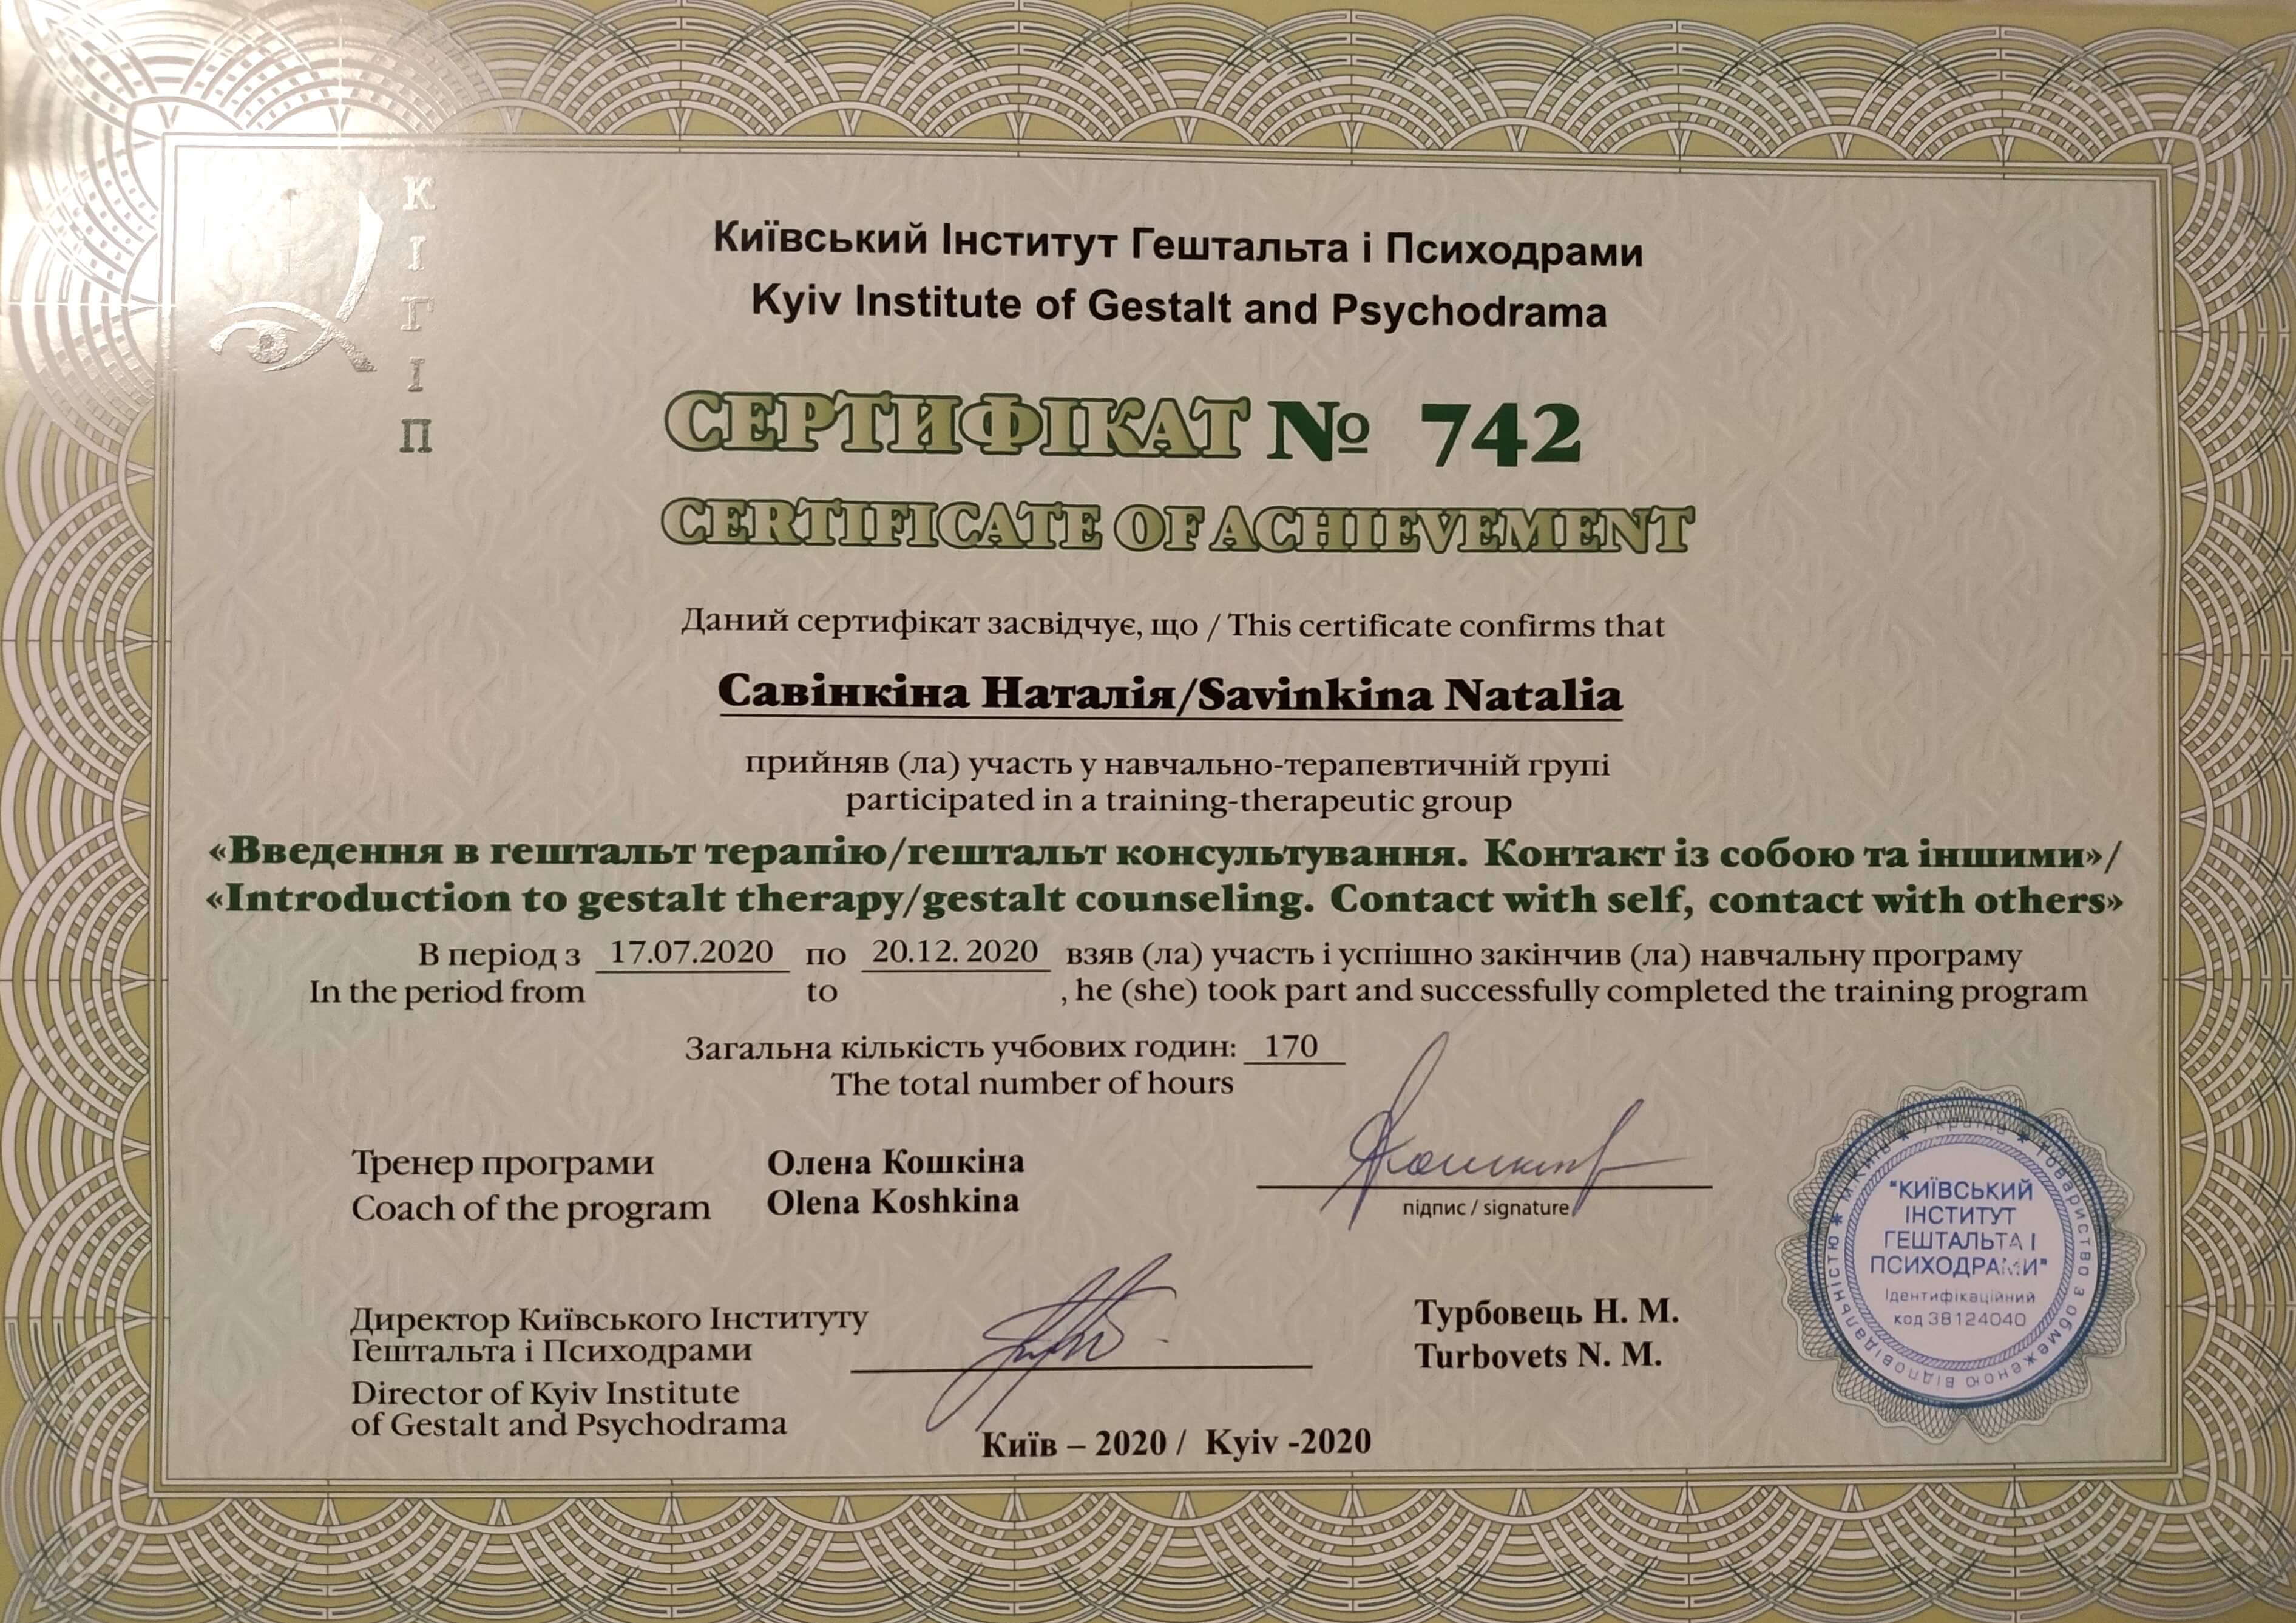 КІГІП
Київський Інститут Гештальта і Психодрами
Kyiv Institute of Gestalt and Psychodrama
СЕРТИФІКАТ № 742
CERTIFICATE OF ACHIEVEMENT
Даний сертифікат засвідчує, що / This certificate confirms that
Савінкіна Наталія/Savinkina Natalia
прийняв (ла) участь у навчально-терапевтичній групі
participated in a training-therapeutic group
«Введення в гештальт терапію/гештальт консультування. Контакт із собою та іншими»/
«Introduction to gestalt therapy/gestalt counseling. Contact with self, contact with others»
В період з 17.07.2020 по 20.12.2020 взяв (ла) участь і успішно закінчив (ла) навчальну програму
In the period from to , he (she) took part and successfully completed the training program
Загальна кількість учбових годин: 170
The total number of hours
Тренер програми Олена Кошкіна
Coach of the program Olena Koshkina
підпис / signature
Директор Київського Інституту
Гештальта і Психодрами
Director of Kyiv Institute
of Gestalt and Psychodrama
Турбовець Н. М.
Turbovets N. M.
Київ – 2020 / Kyiv -2020
* м.Київ * Україна * Товариство з обмеженою відповідальністю
"КИЇВСЬКИЙ
ІНСТИТУТ
ГЕШТАЛЬТА І
ПСИХОДРАМИ"
Ідентифікаційний
код 38124040